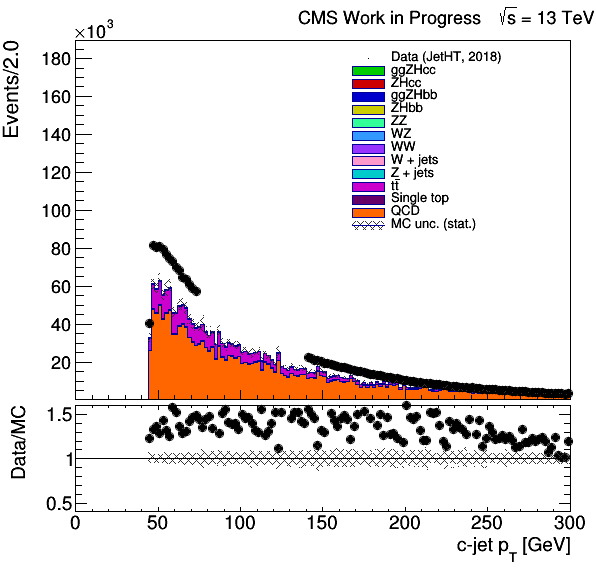 CMS Work in Progress √s = 13 TeV
×10³
Events/2.0
180
160
140
120
100
80
60
40
20
Data (JetHT, 2018)
ggZHcc
ZHcc
ggZHbb
ZHbb
ZZ
WZ
WW
W + jets
Z + jets
tt̄
Single top
QCD
MC unc. (stat.)
Data/MC
1.5
1
0.5
0 50 100 150 200 250 300
c-jet p_T [GeV]